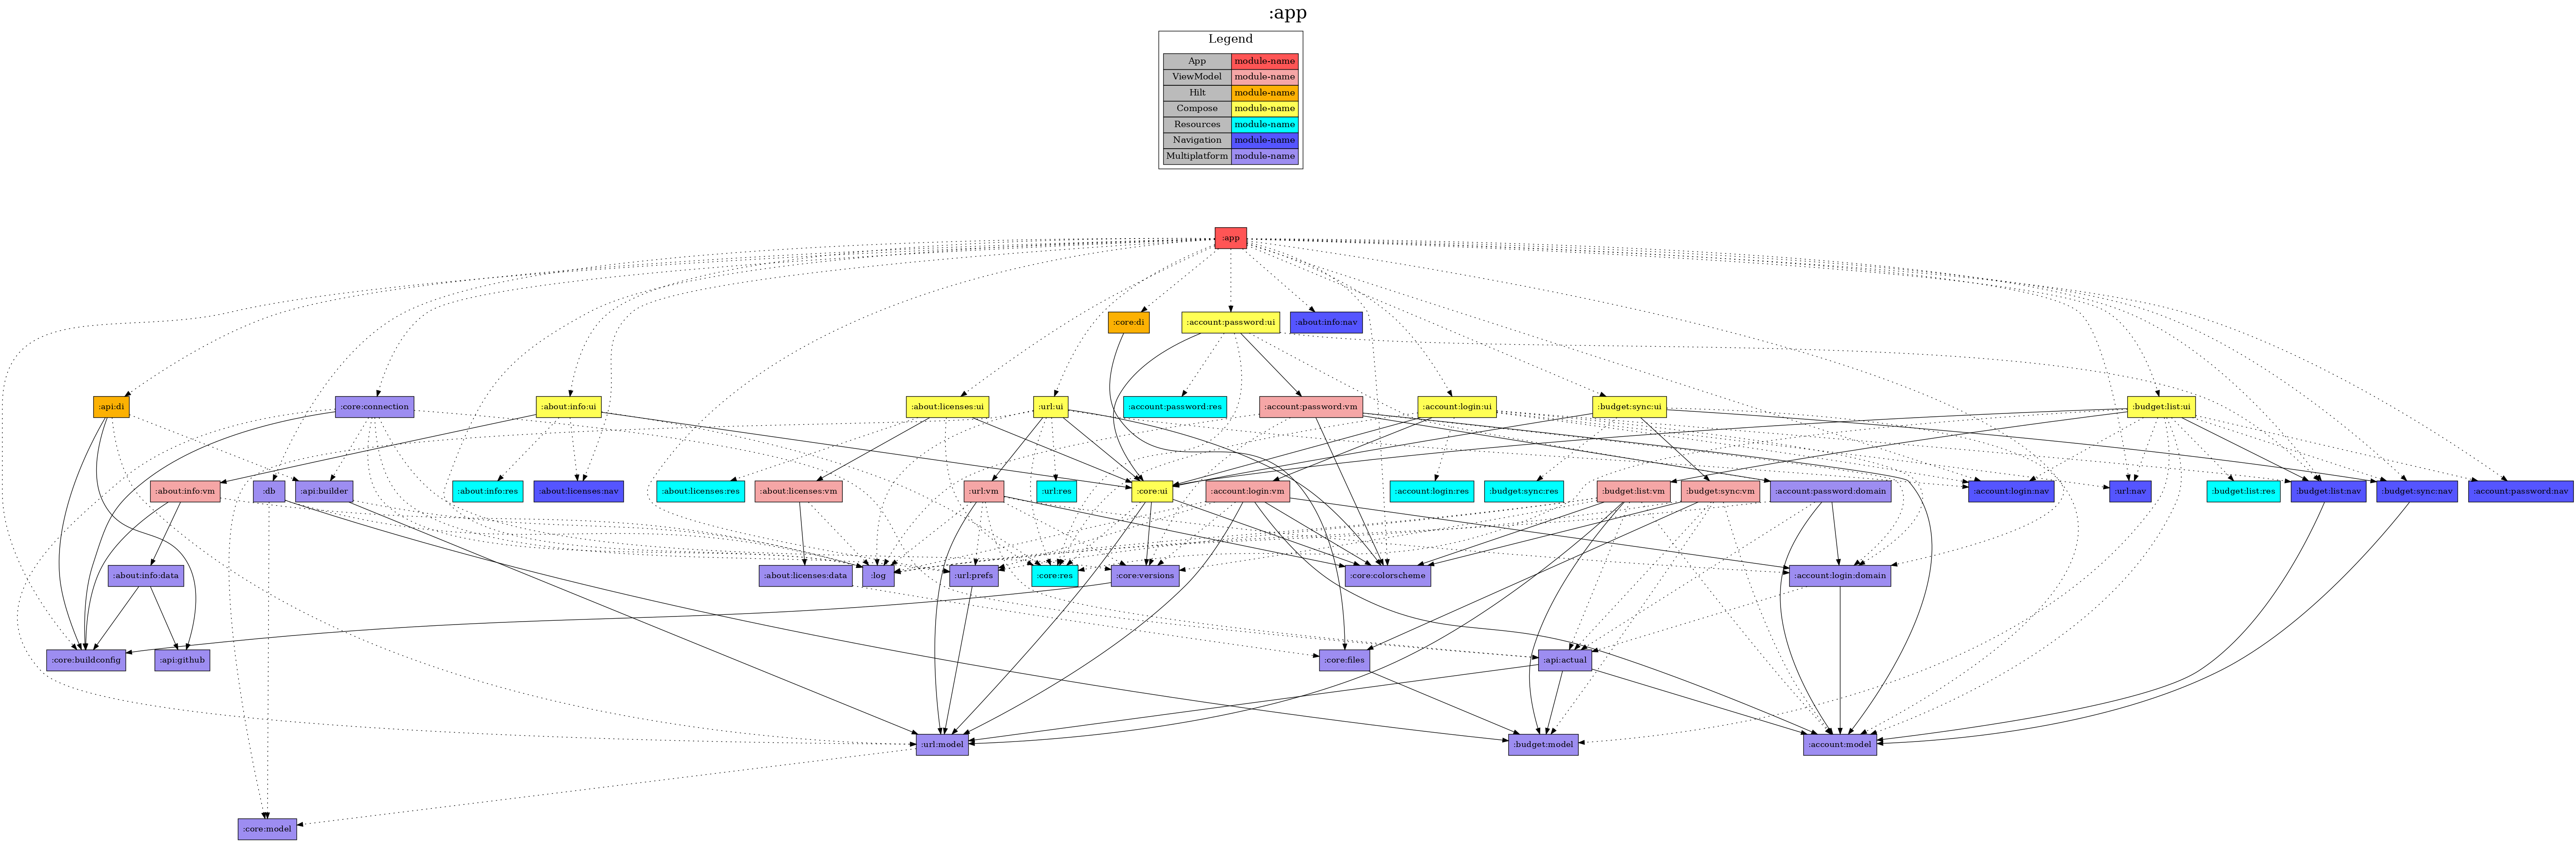 :app
Legend
App module-name
ViewModel module-name
Hilt module-name
Compose module-name
Resources module-name
Navigation module-name
Multiplatform module-name
:app
:core:di
:account:password:ui
:about:info:nav
:api:di
:core:connection
:about:info:ui
:about:licenses:ui
:url:ui
:account:password:res
:account:password:vm
:account:login:ui
:budget:sync:ui
:budget:list:ui
:about:info:vm
:db
:api:builder
:about:info:res
:about:licenses:nav
:about:licenses:res
:about:licenses:vm
:url:vm
:url:res
:core:ui
:account:login:vm
:account:login:res
:budget:sync:res
:budget:list:vm
:budget:sync:vm
:account:password:domain
:account:login:nav
:url:nav
:budget:list:res
:budget:list:nav
:budget:sync:nav
:account:password:nav
:about:info:data
:about:licenses:data
:log
:url:prefs
:core:res
:core:versions
:core:colorscheme
:account:login:domain
:core:buildconfig
:api:github
:core:files
:api:actual
:url:model
:budget:model
:account:model
:core:model